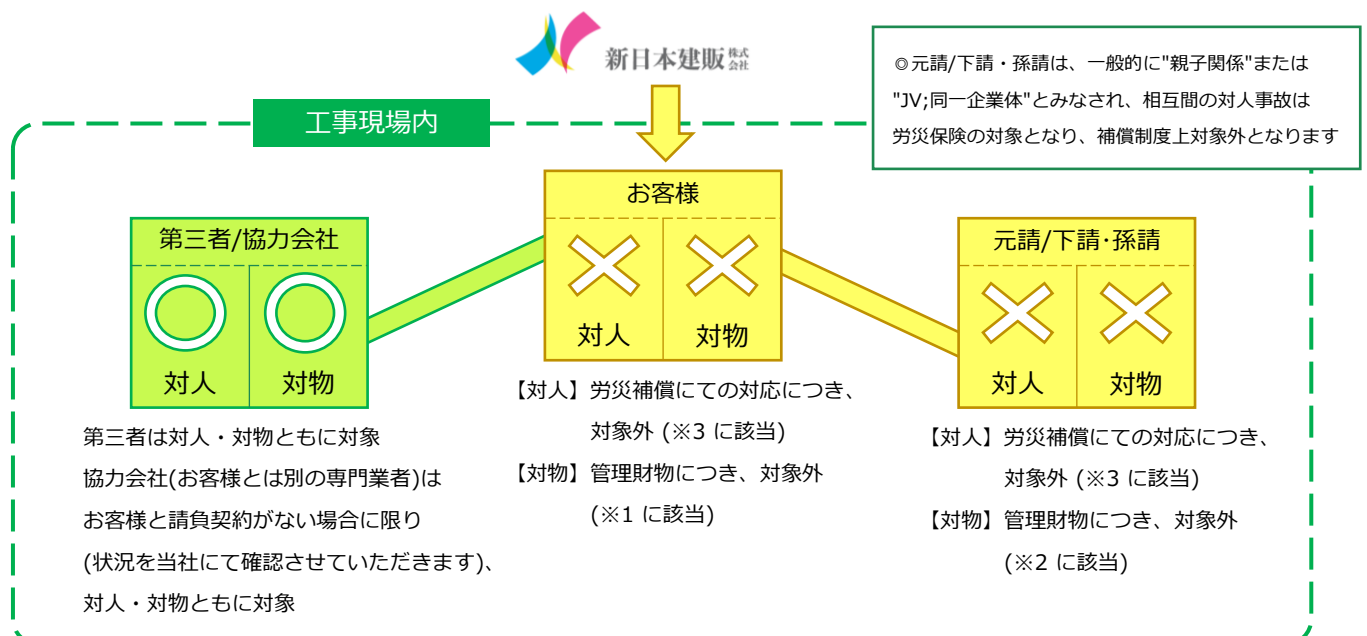 新日本建販株式会社
◎元請/下請・孫請は、一般的に"親子関係"または
"JV;同一企業体"とみなされ、相互間の対人事故は
労災保険の対象となり、補償制度上対象外となります
工事現場内
お客様
対人 対物
第三者/協力会社
対人 対物
元請/下請･孫請
対人 対物
第三者は対人・対物ともに対象
協力会社(お客様とは別の専門業者)は
お客様と請負契約がない場合に限り
(状況を当社にて確認させていただきます)、
対人・対物ともに対象
【対人】労災補償にての対応につき、
対象外 (※3 に該当)
【対物】管理財物につき、対象外
(※1 に該当)
【対人】労災補償にての対応につき、
対象外 (※3 に該当)
【対物】管理財物につき、対象外
(※2 に該当)